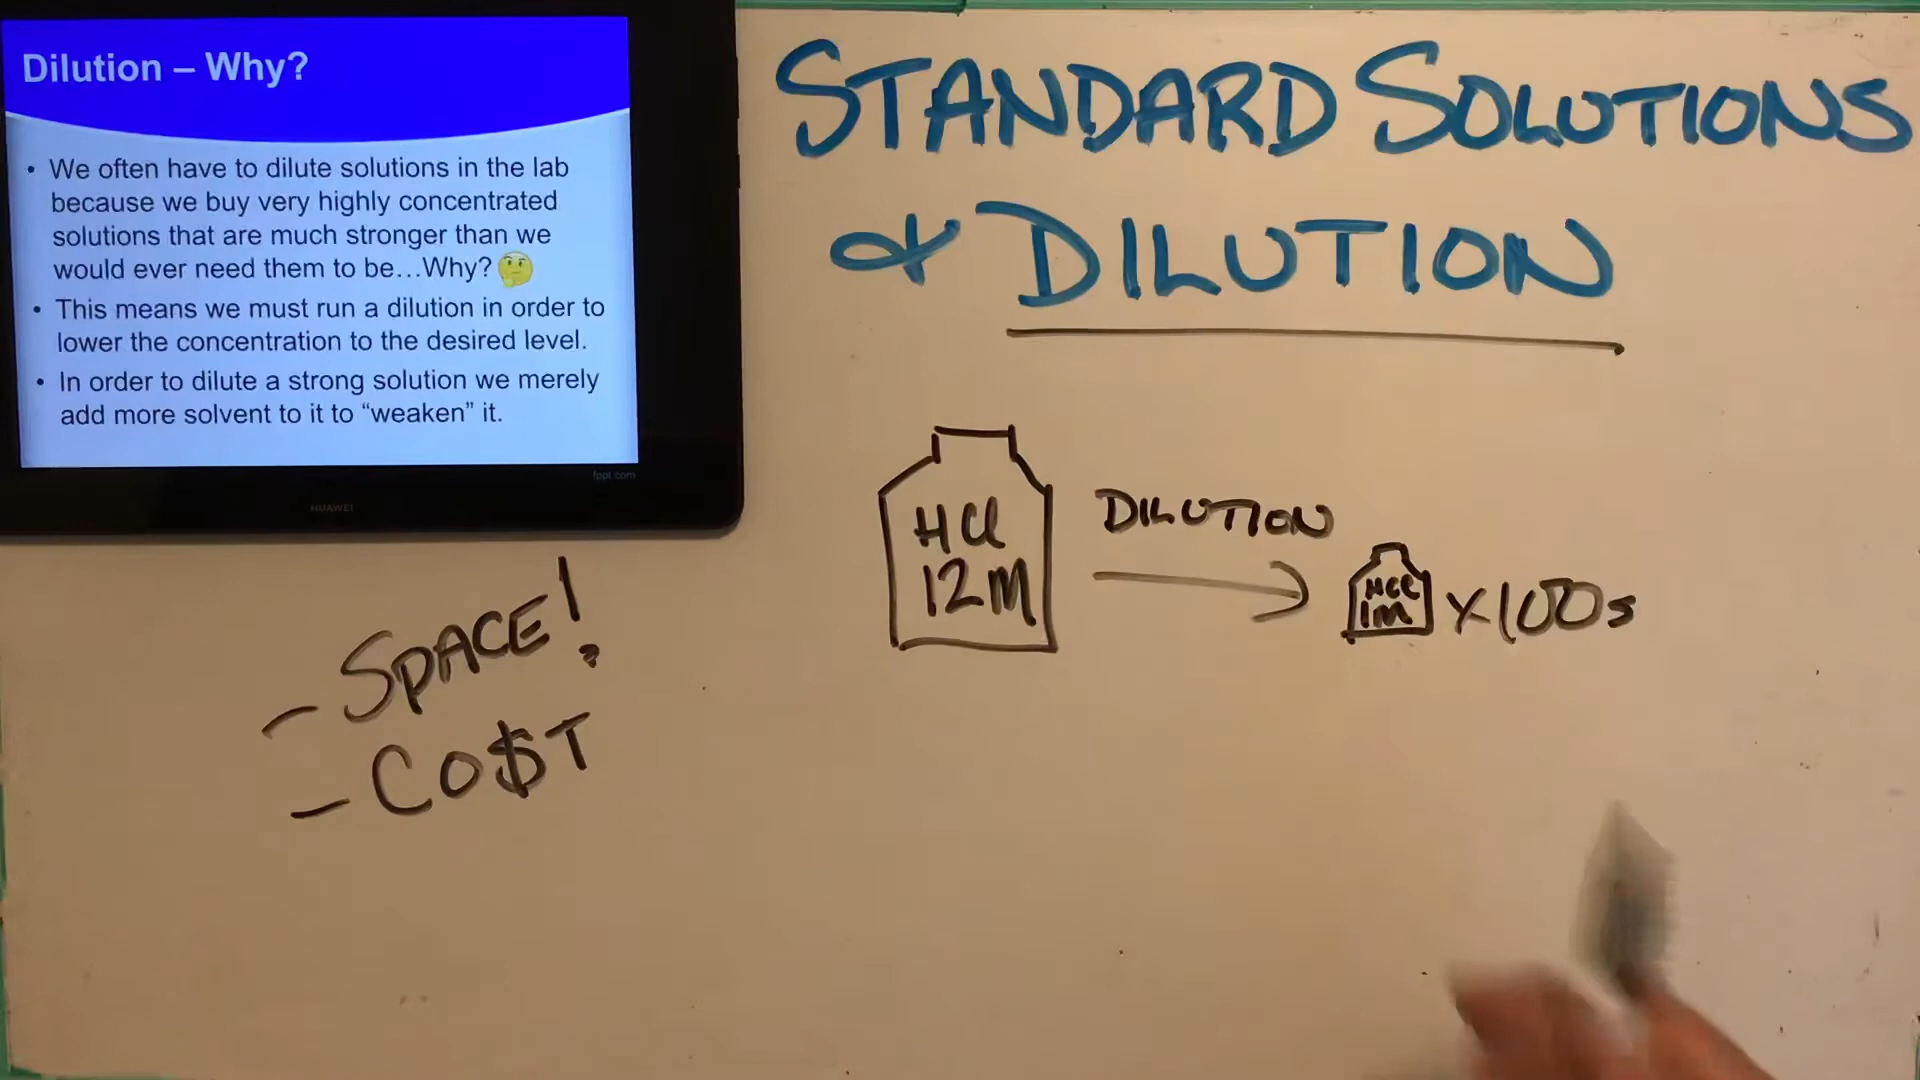 Dilution – Why?
• We often have to dilute solutions in the lab
because we buy very highly concentrated
solutions that are much stronger than we
would ever need them to be...Why? 🤔
• This means we must run a dilution in order to
lower the concentration to the desired level.
• In order to dilute a strong solution we merely
add more solvent to it to “weaken” it.
fppt.com
HUAWEI
STANDARD SOLUTIONS
& DILUTION
HCl
12M
DILUTION
HCl
1M
x100s
- SPACE!
- CO$T